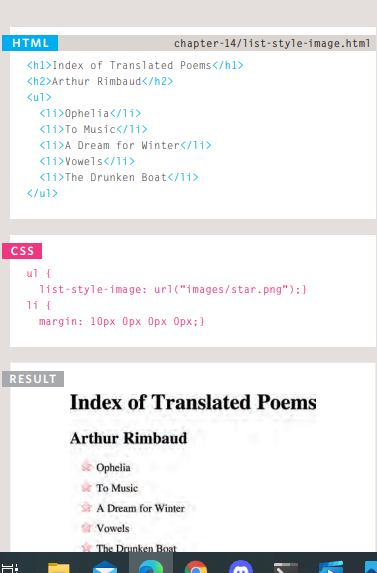 HTML
chapter-14/list-style-image.html
<h1>Index of Translated Poems</h1>
<h2>Arthur Rimbaud</h2>
<ul>
<li>Ophelia</li>
<li>To Music</li>
<li>A Dream for Winter</li>
<li>Vowels</li>
<li>The Drunken Boat</li>
</ul>
CSS
ul {
list-style-image: url("images/star.png");}
li {
margin: 10px 0px 0px 0px;}
RESULT
Index of Translated Poems
Arthur Rimbaud
Ophelia
To Music
A Dream for Winter
Vowels
The Drunken Boat